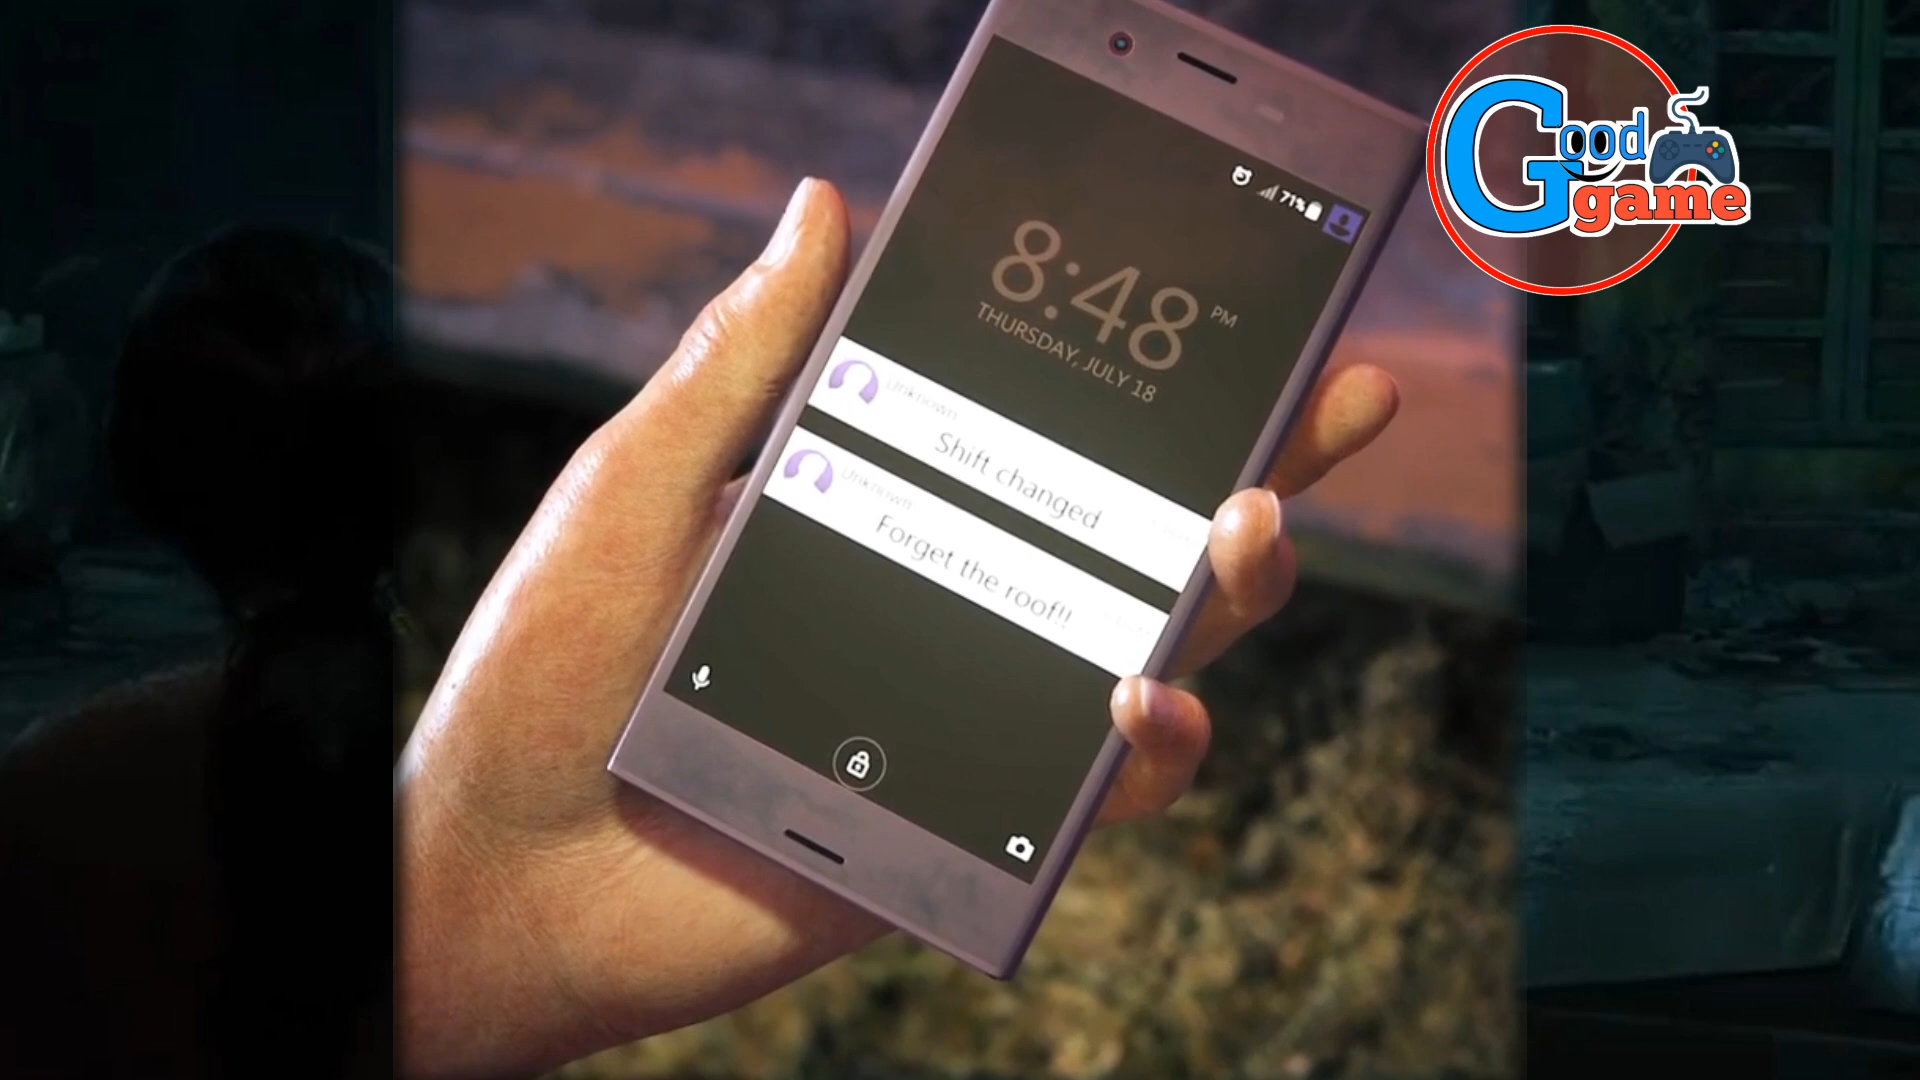 Good
game
71%
8:48 PM
THURSDAY, JULY 18
Unknown
Shift changed
Unknown
Forget the roof!!